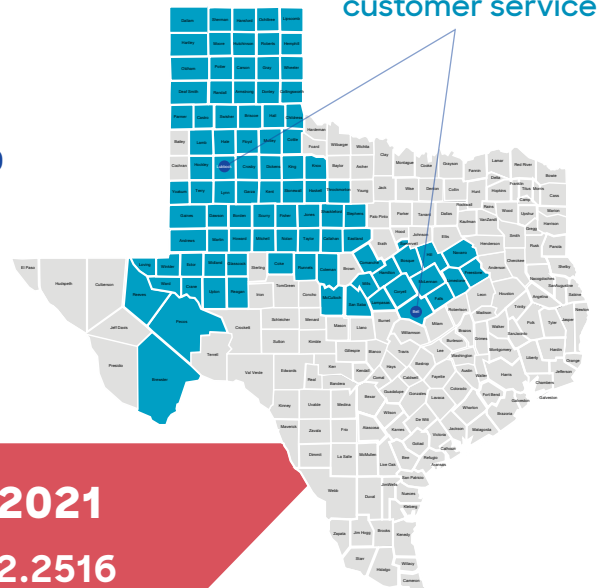 customer service
Dallam Sherman Hansford Ochiltree Lipscomb
Hartley Moore Hutchinson Roberts Hemphill
Oldham Potter Carson Gray Wheeler
Deaf Smith Randall Armstrong Donley Collingsworth
Parmer Castro Swisher Briscoe Hall Childress
Hardeman
Bailey Lamb Hale Floyd Motley Cottle Foard Wilbarger Wichita
Clay Montague Cooke Grayson Fannin Lamar Red River Bowie
Cochran Hockley Crosby Dickens King Knox Baylor Archer
Delta Franklin Titus Morris Cass
Yoakum Terry Lynn Garza Kent Stonewall Haskell Throckmorton Young Jack Wise Denton Collin Hunt Hopkins Camp
Rockwall Rains Wood Upshur Marion
Gaines Dawson Borden Scurry Fisher Jones Shackelford Stephens Palo Pinto Parker Tarrant Dallas Kaufman VanZandt Gregg Harrison
Andrews Martin Howard Mitchell Nolan Taylor Callahan Eastland Erath Hood Johnson Ellis Henderson Smith Rusk Panola
El Paso Hudspeth Culberson Loving Winkler Ector Midland Glasscock Sterling Coke Runnels Coleman Brown Comanche Hamilton Bosque Hill Navarro Freestone Anderson Cherokee Shelby
Reeves Ward Crane Upton Reagan Irion TomGreen Concho McCulloch San Saba Mills Lampasas Coryell Bell Limestone Leon Houston Nacogdoches SanAugustine Sabine
Jeff Davis Pecos Crockett Schleicher Menard Mason Llano Burnet Williamson Milam Robertson Madison Trinity Angelina Newton
Presidio Brewster Terrell Sutton Kimble Gillespie Blanco Travis Lee Burleson Brazos Grimes Walker Polk Tyler Jasper
Val Verde Edwards Kerr Real Bandera Kendall Comal Hays Caldwell Bastrop Fayette Washington Austin Waller Montgomery Liberty Hardin Orange
Kinney Uvalde Medina Bexar Guadalupe Gonzales Lavaca Colorado Fort Bend Harris Chambers Jefferson Galveston Galveston
Maverick Zavala Frio Atascosa Wilson Karnes De Witt Jackson Wharton Matagorda Brazoria
Dimmit La Salle McMullen Live Oak Bee Goliad Victoria Calhoun Refugio Aransas
Webb Duval JimWells San Patricio Nueces Kleberg
Zapata Jim Hogg Brooks Kenedy
Starr Hidalgo Willacy
Cameron
2021
2.2516